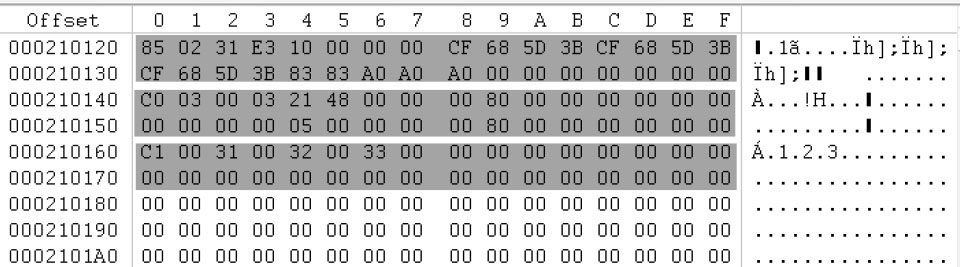 Offset 0 1 2 3 4 5 6 7 8 9 A B C D E F
000210120 85 02 31 E3 10 00 00 00 CF 68 5D 3B CF 68 5D 3B ▌.1ã....Ïh];Ïh];
000210130 CF 68 5D 3B 83 83 A0 A0 A0 00 00 00 00 00 00 00 Ïh];▌▌   .......
000210140 C0 03 00 03 21 48 00 00 00 80 00 00 00 00 00 00 À...!H...▌......
000210150 00 00 00 00 05 00 00 00 00 80 00 00 00 00 00 00 .........▌......
000210160 C1 00 31 00 32 00 33 00 00 00 00 00 00 00 00 00 Á.1.2.3.........
000210170 00 00 00 00 00 00 00 00 00 00 00 00 00 00 00 00 ................
000210180 00 00 00 00 00 00 00 00 00 00 00 00 00 00 00 00 ................
000210190 00 00 00 00 00 00 00 00 00 00 00 00 00 00 00 00 ................
0002101A0 00 00 00 00 00 00 00 00 00 00 00 00 00 00 00 00 ................